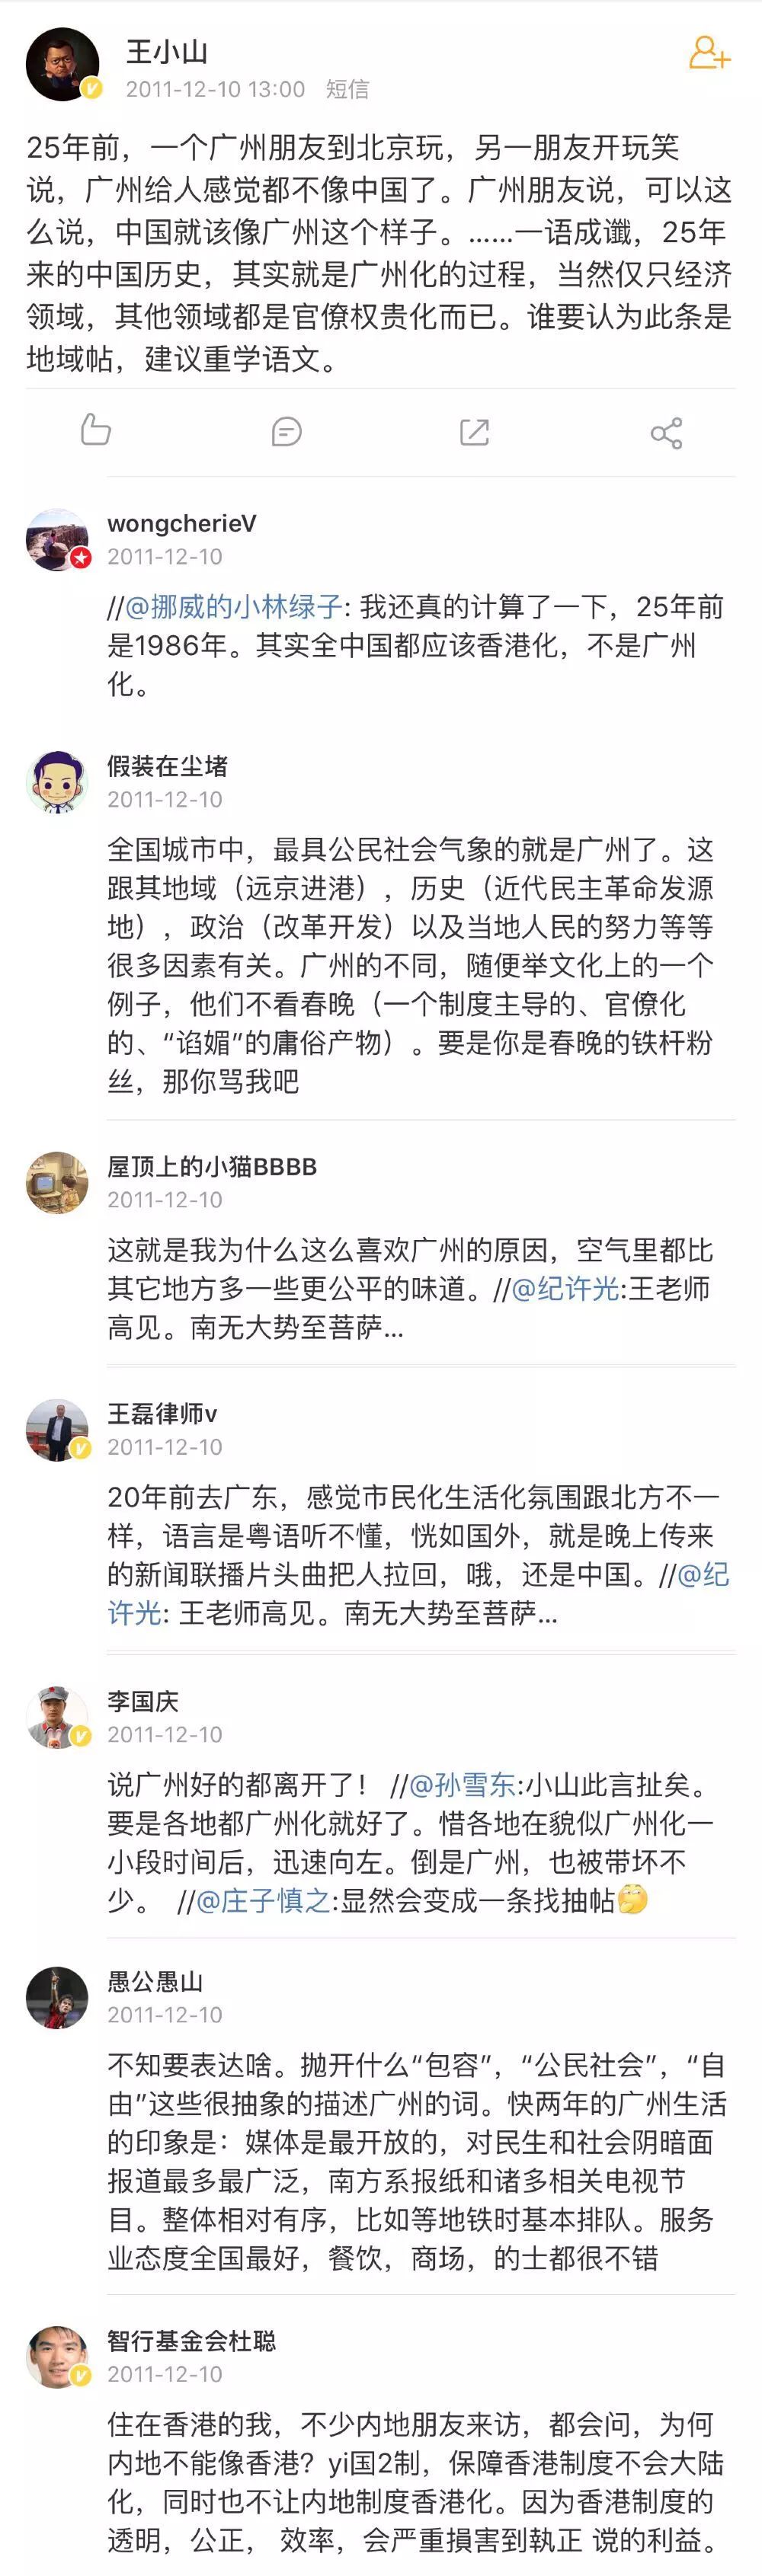 王小山
2011-12-10 13:00 短信
25年前，一个广州朋友到北京玩，另一朋友开玩笑
说，广州给人感觉都不像中国了。广州朋友说，可以这
么说，中国就该像广州这个样子。……一语成谶，25年
来的中国历史，其实就是广州化的过程，当然仅只经济
领域，其他领域都是官僚权贵化而已。谁要认为此条是
地域帖，建议重学语文。
wongcherieV
2011-12-10
//@挪威的小林绿子: 我还真的计算了一下，25年前
是1986年。其实全中国都应该香港化，不是广州
化。
假装在尘堵
2011-12-10
全国城市中，最具公民社会气象的就是广州了。这
跟其地域（远京进港），历史（近代民主革命发源
地），政治（改革开发）以及当地人民的努力等等
很多因素有关。广州的不同，随便举文化上的一个
例子，他们不看春晚（一个制度主导的、官僚化
的、“谄媚”的庸俗产物）。要是你是春晚的铁杆粉
丝，那你骂我吧
屋顶上的小猫BBBB
2011-12-10
这就是我为什么这么喜欢广州的原因，空气里都比
其它地方多一些更公平的味道。//@纪许光:王老师
高见。南无大势至菩萨...
王磊律师v
2011-12-10
20年前去广东，感觉市民化生活化氛围跟北方不一
样，语言是粤语听不懂，恍如国外，就是晚上传来
的新闻联播片头曲把人拉回，哦，还是中国。//@纪
许光: 王老师高见。南无大势至菩萨...
李国庆
2011-12-10
说广州好的都离开了！ //@孙雪东:小山此言扯矣。
要是各地都广州化就好了。惜各地在貌似广州化一
小段时间后，迅速向左。倒是广州，也被带坏不
少。 //@庄子慎之:显然会变成一条找抽帖
愚公愚山
2011-12-10
不知要表达啥。抛开什么“包容”，“公民社会”，“自
由”这些很抽象的描述广州的词。快两年的广州生活
的印象是：媒体是最开放的，对民生和社会阴暗面
报道最多最广泛，南方系报纸和诸多相关电视节
目。整体相对有序，比如等地铁时基本排队。服务
业态度全国最好，餐饮，商场，的士都很不错
智行基金会杜聪
2011-12-10
住在香港的我，不少内地朋友来访，都会问，为何
内地不能像香港？yi国2制，保障香港制度不会大陆
化，同时也不让内地制度香港化。因为香港制度的
透明，公正， 效率，会严重損害到執正 谠的利益。